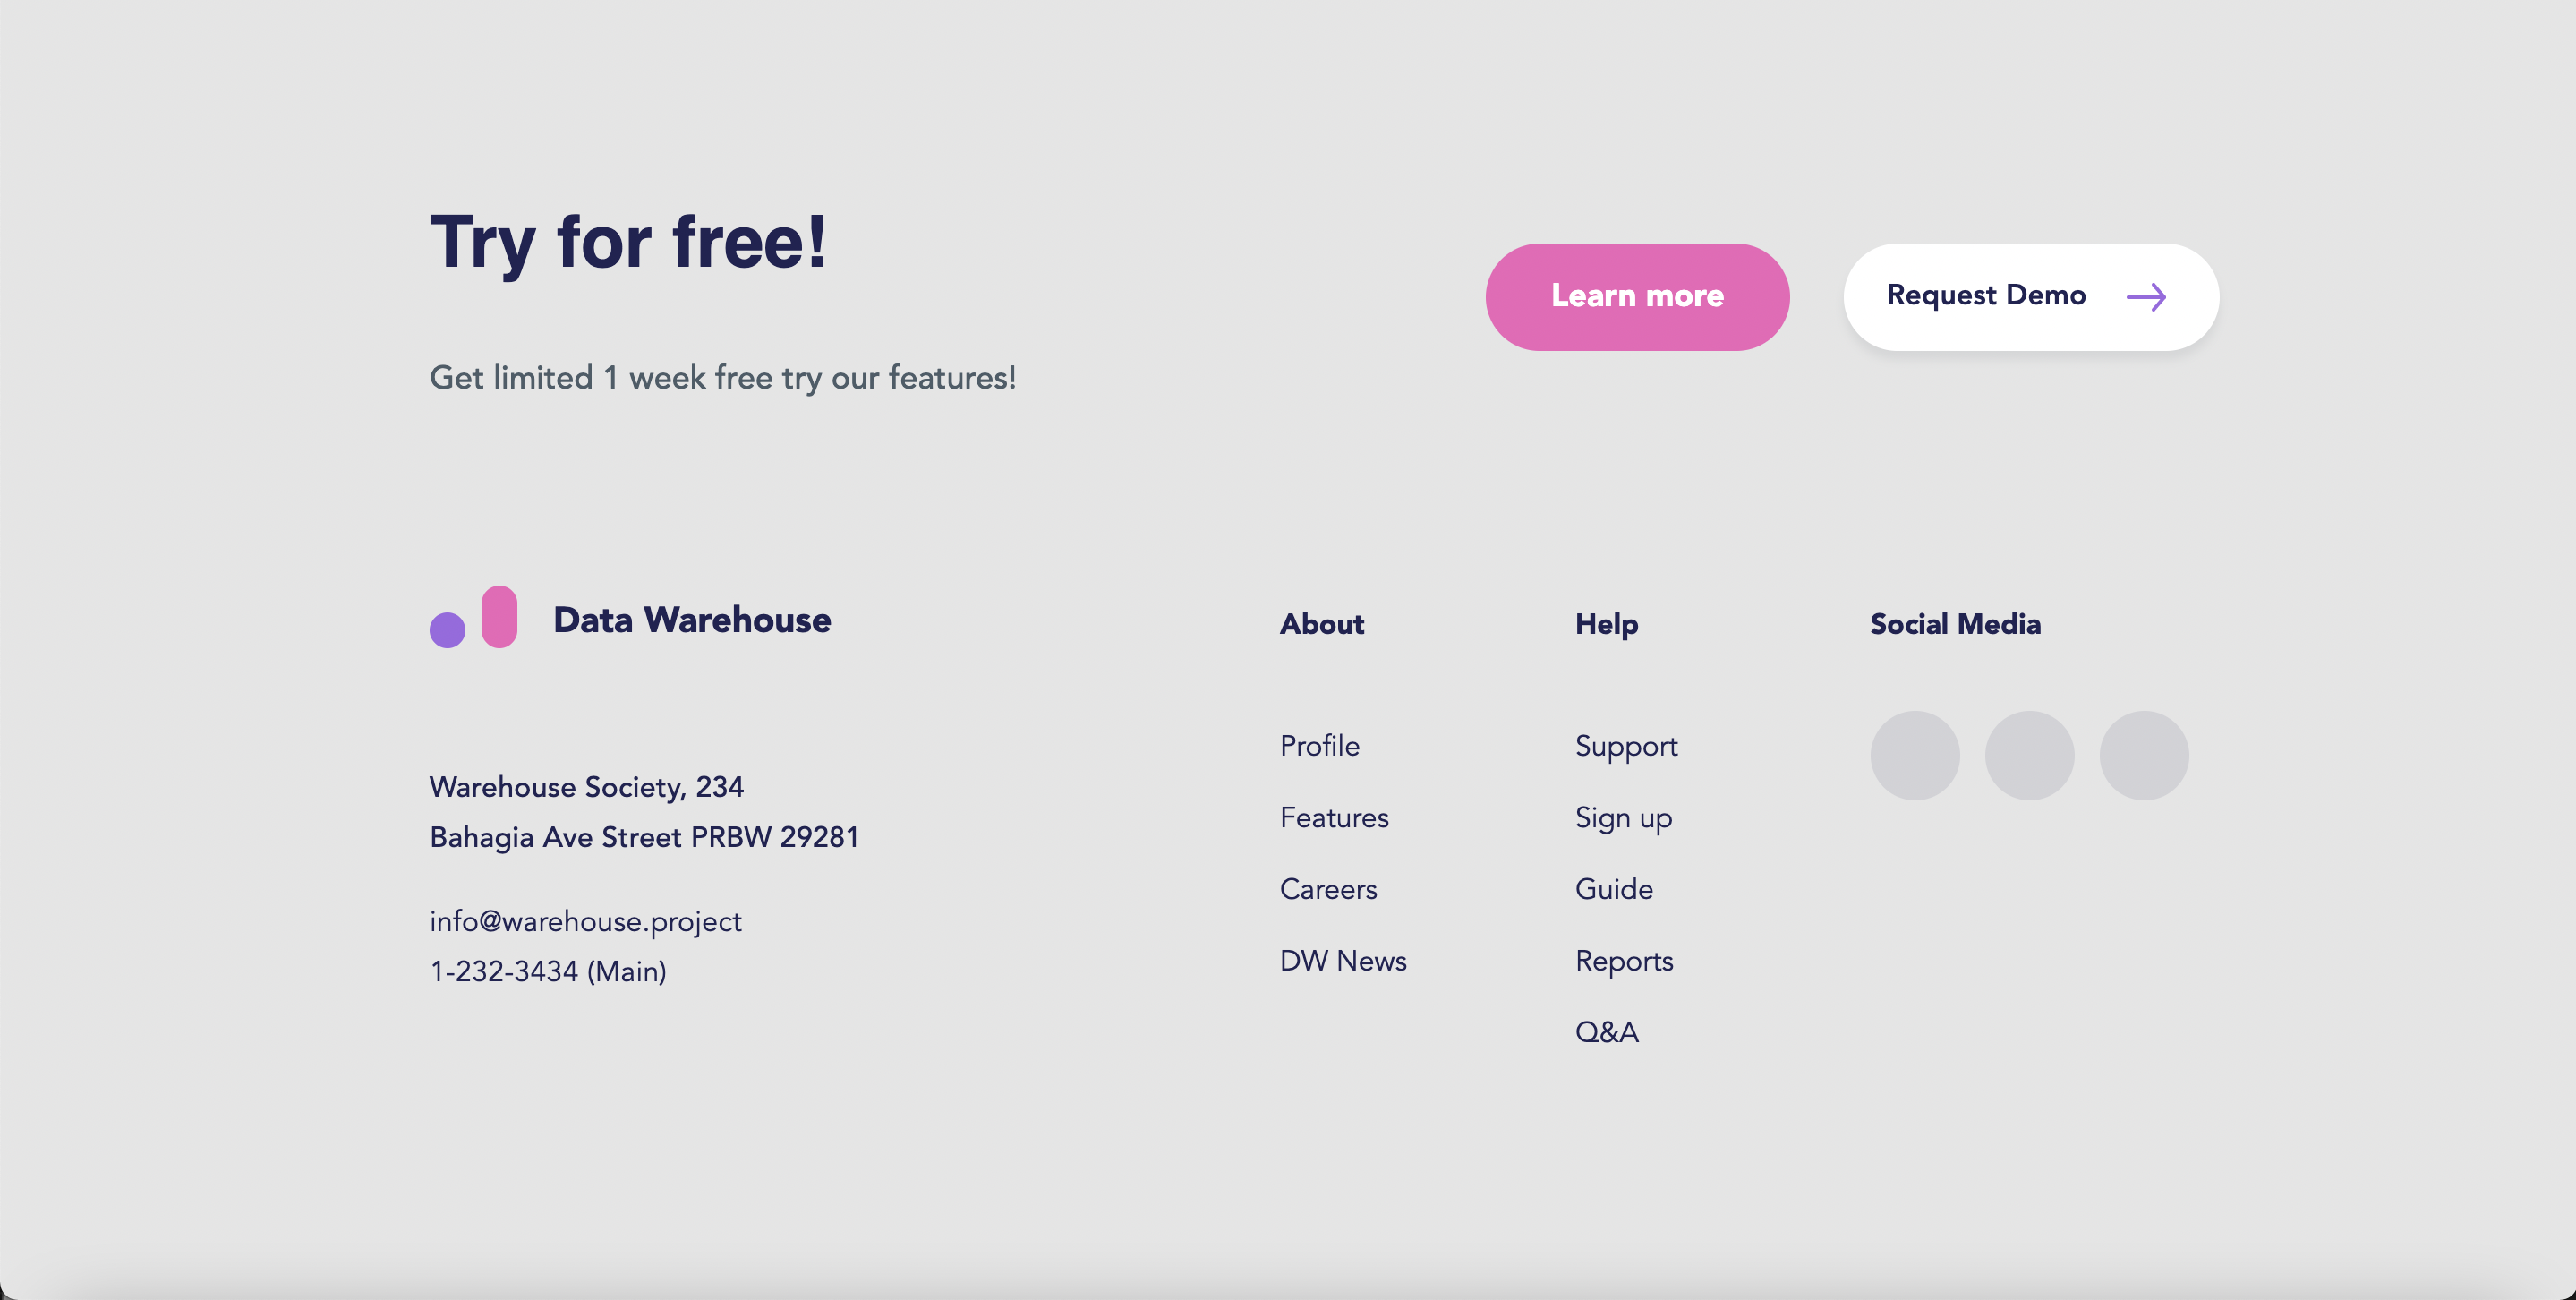 Try for free!
Get limited 1 week free try our features!
Learn more
Request Demo
Data Warehouse
Warehouse Society, 234
Bahagia Ave Street PRBW 29281
info@warehouse.project
1-232-3434 (Main)
About
Profile
Features
Careers
DW News
Help
Support
Sign up
Guide
Reports
Q&A
Social Media